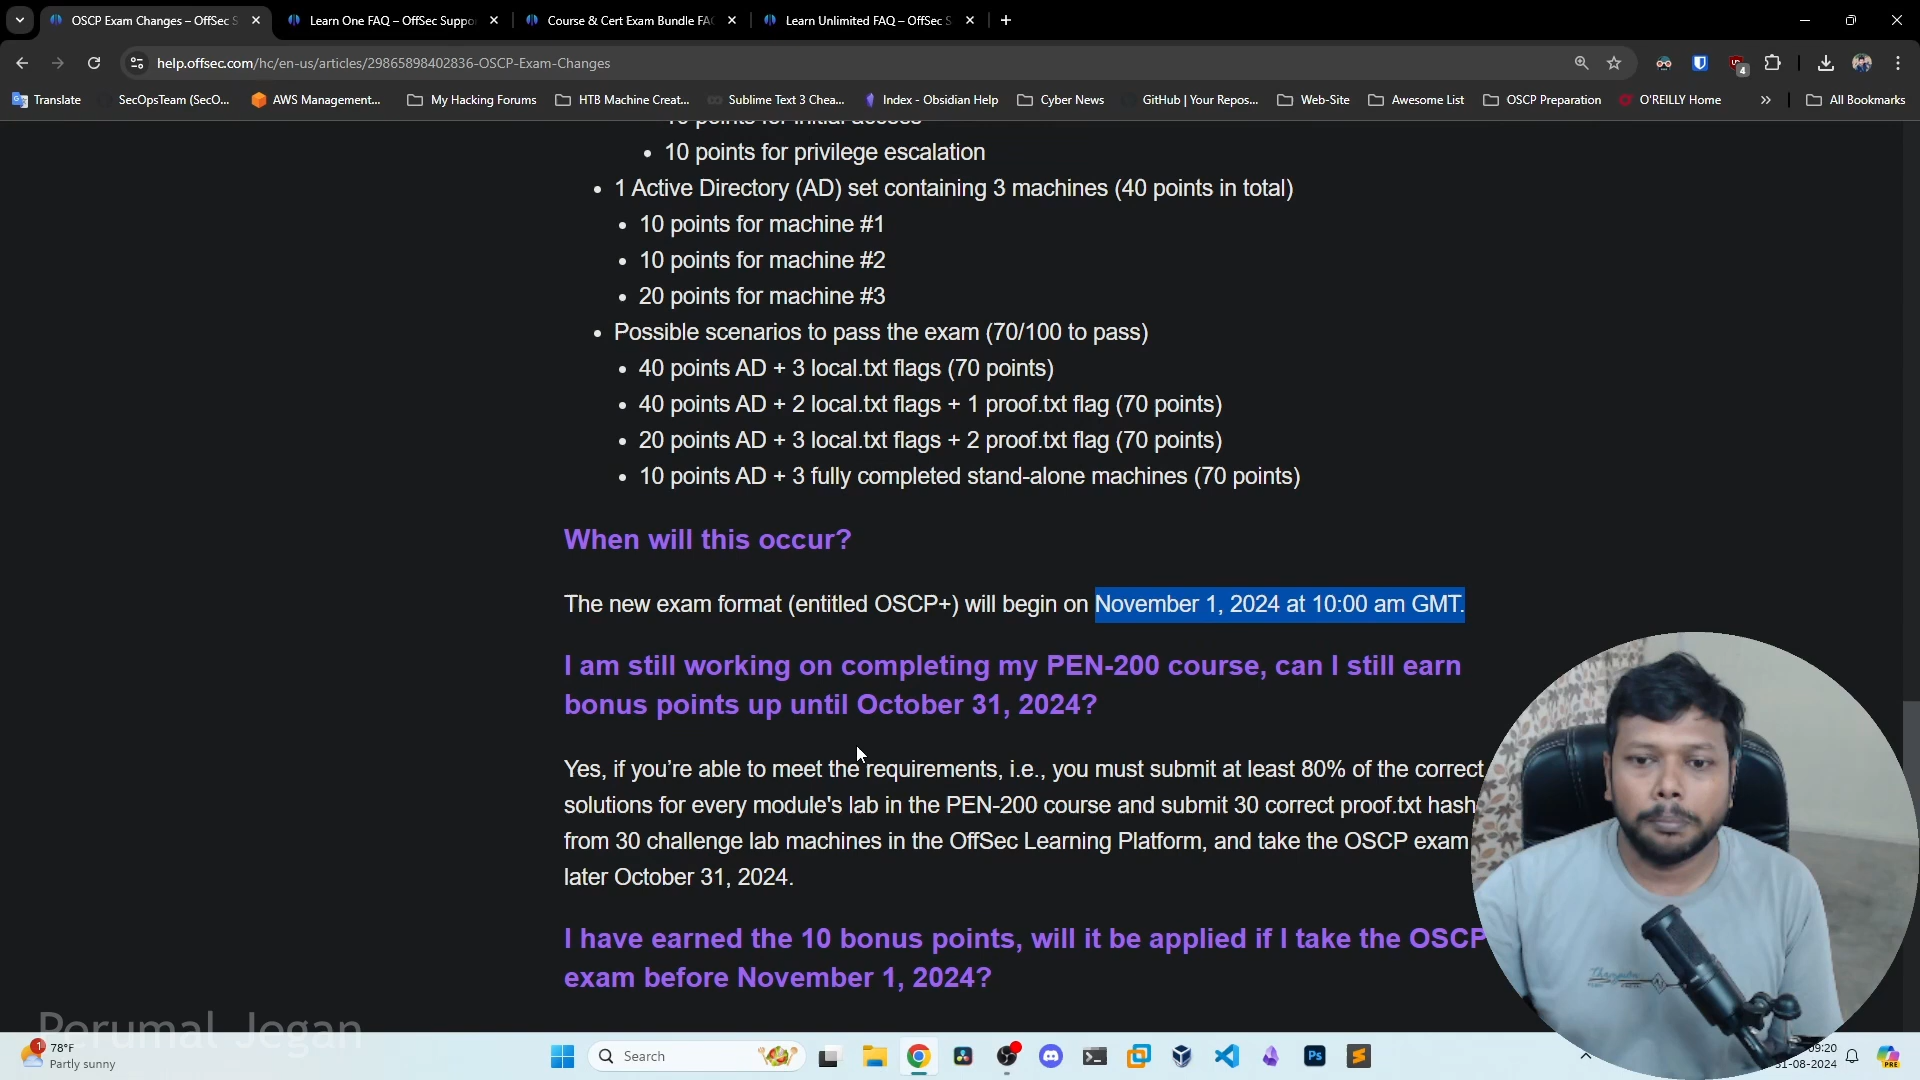 OSCP Exam Changes – OffSec S
Learn One FAQ – OffSec Suppo
Course & Cert Exam Bundle FA
Learn Unlimited FAQ – OffSec S
help.offsec.com/hc/en-us/articles/29865898402836-OSCP-Exam-Changes
4
Translate
SecOpsTeam (SecO...
AWS Management...
My Hacking Forums
HTB Machine Creat...
Sublime Text 3 Chea...
Index - Obsidian Help
Cyber News
GitHub | Your Repos...
Web-Site
Awesome List
OSCP Preparation
O'REILLY Home
»
All Bookmarks
10 points for initial access
• 10 points for privilege escalation
• 1 Active Directory (AD) set containing 3 machines (40 points in total)
• 10 points for machine #1
• 10 points for machine #2
• 20 points for machine #3
• Possible scenarios to pass the exam (70/100 to pass)
• 40 points AD + 3 local.txt flags (70 points)
• 40 points AD + 2 local.txt flags + 1 proof.txt flag (70 points)
• 20 points AD + 3 local.txt flags + 2 proof.txt flag (70 points)
• 10 points AD + 3 fully completed stand-alone machines (70 points)
When will this occur?
The new exam format (entitled OSCP+) will begin on November 1, 2024 at 10:00 am GMT.
I am still working on completing my PEN-200 course, can I still earn
bonus points up until October 31, 2024?
Yes, if you're able to meet the requirements, i.e., you must submit at least 80% of the correct
solutions for every module's lab in the PEN-200 course and submit 30 correct proof.txt hash
from 30 challenge lab machines in the OffSec Learning Platform, and take the OSCP exam
later October 31, 2024.
I have earned the 10 bonus points, will it be applied if I take the OSCP
exam before November 1, 2024?
Perumal Jegan
1
78°F
Partly sunny
Search
Ps
09:20
31-08-2024
PRE